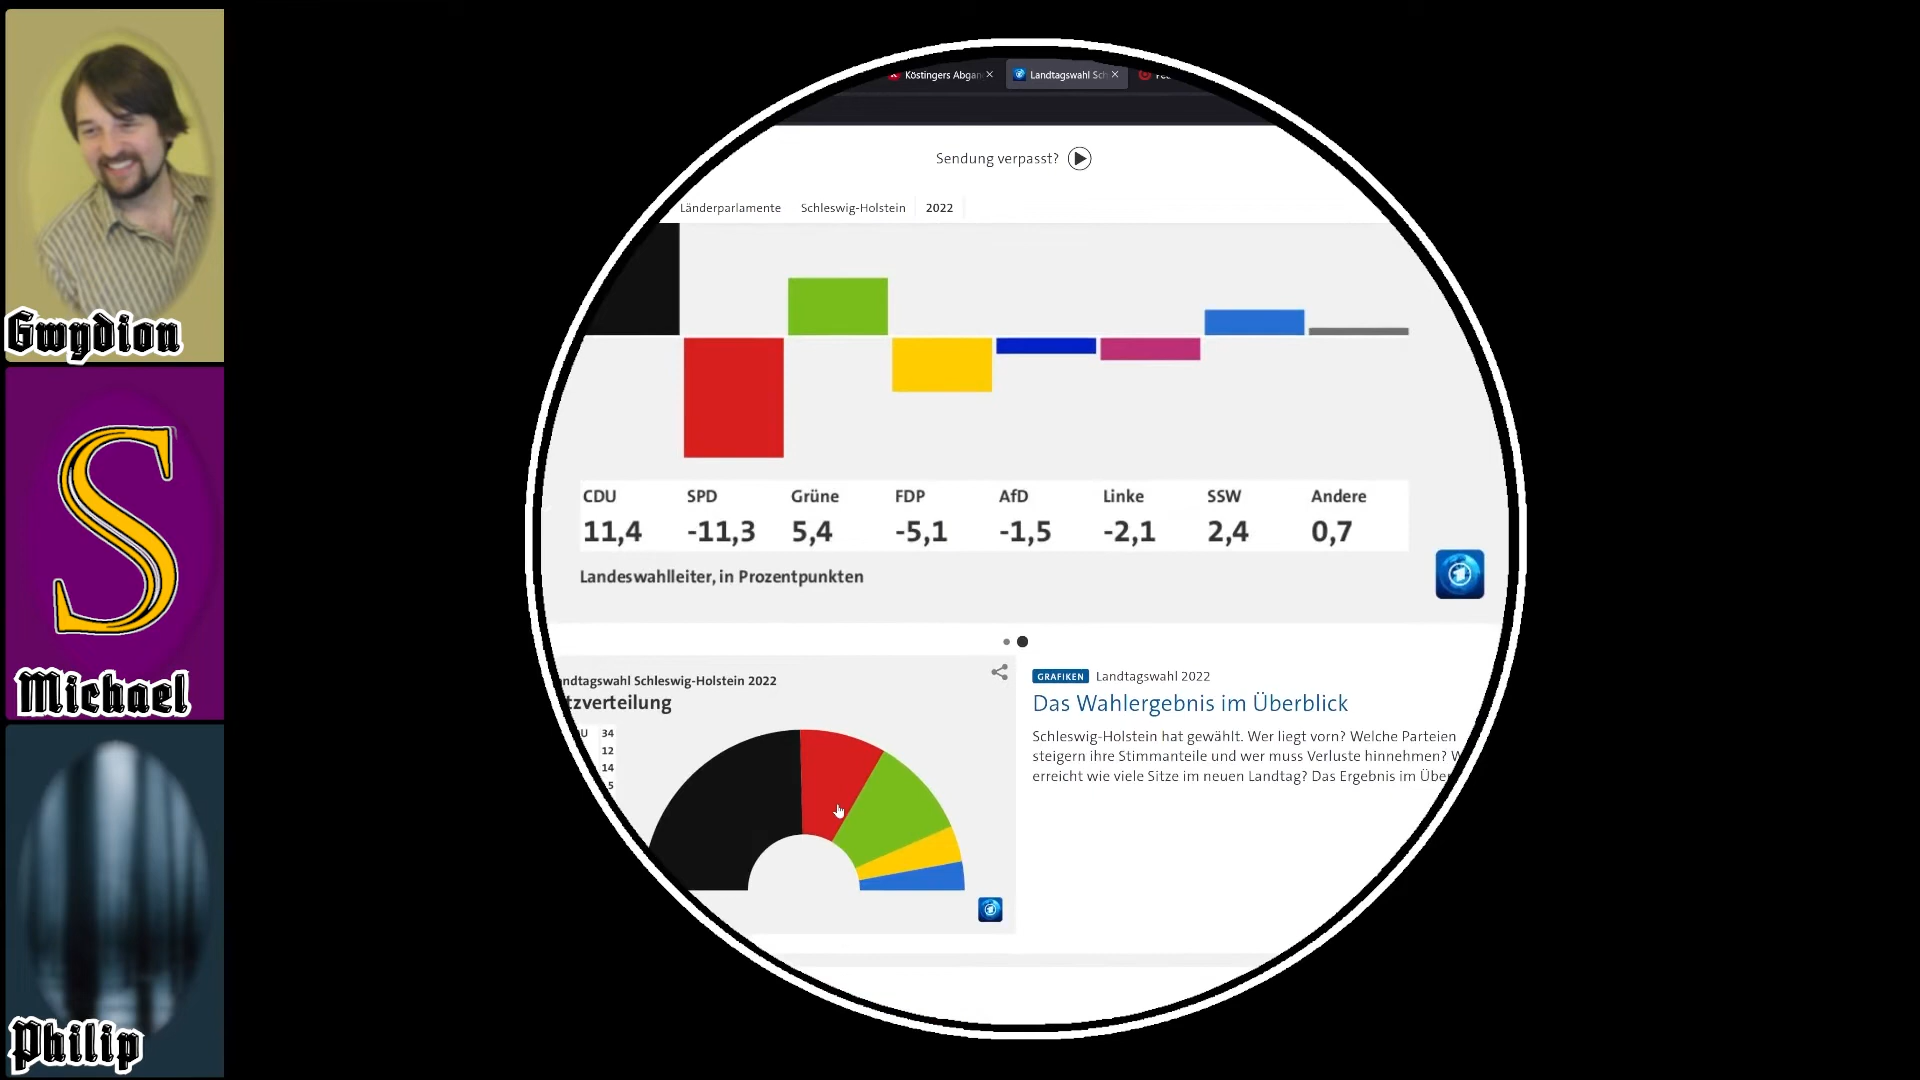 Gwydion
Michael
Philip
Köstingers Abgan
Landtagswahl Sch
Sendung verpasst?
Länderparlamente Schleswig-Holstein 2022
CDU SPD Grüne FDP AfD Linke SSW Andere
11,4 -11,3 5,4 -5,1 -1,5 -2,1 2,4 0,7
Landeswahlleiter, in Prozentpunkten
ndtagswahl Schleswig-Holstein 2022
tzverteilung
U 34
12
14
5
GRAFIKEN Landtagswahl 2022
Das Wahlergebnis im Überblick
Schleswig-Holstein hat gewählt. Wer liegt vorn? Welche Parteien
steigern ihre Stimmanteile und wer muss Verluste hinnehmen? W
erreicht wie viele Sitze im neuen Landtag? Das Ergebnis im Über